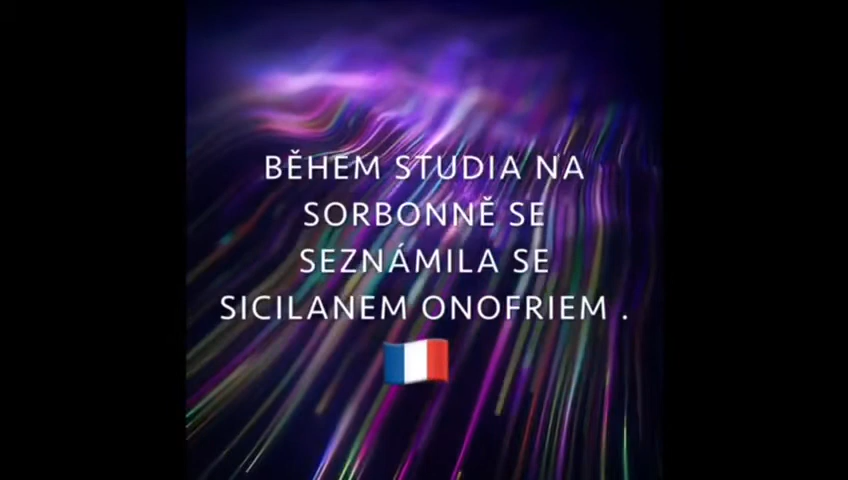 BĚHEM STUDIA NA
SORBONNĚ SE
SEZNÁMILA SE
SICILANEM ONOFRIEM .